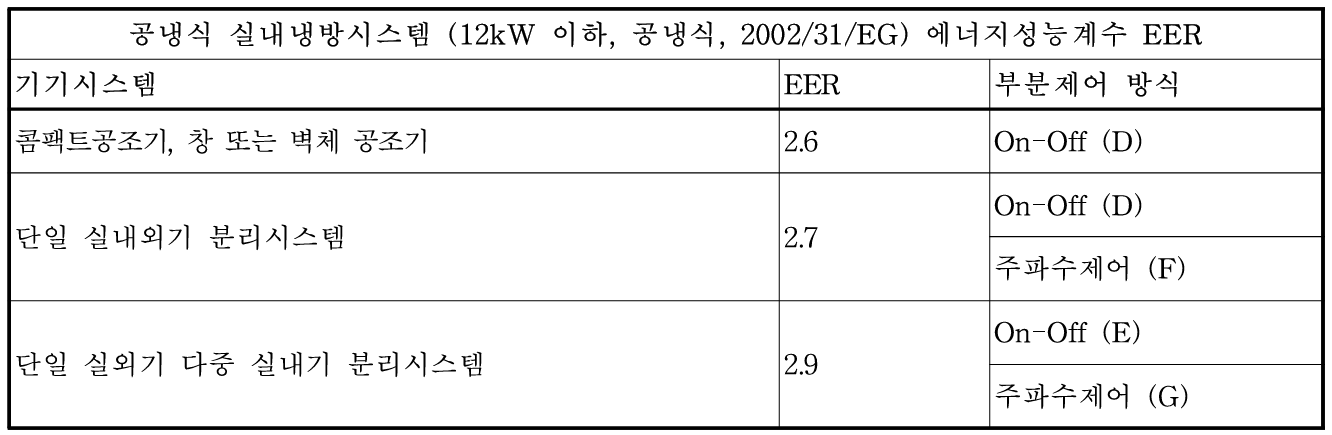 공냉식 실내냉방시스템 (12kW 이하, 공냉식, 2002/31/EG) 에너지성능계수 EER
기기시스템 EER 부분제어 방식
콤팩트공조기, 창 또는 벽체 공조기 2.6 On-Off (D)
단일 실내외기 분리시스템 2.7 On-Off (D)
주파수제어 (F)
단일 실외기 다중 실내기 분리시스템 2.9 On-Off (E)
주파수제어 (G)